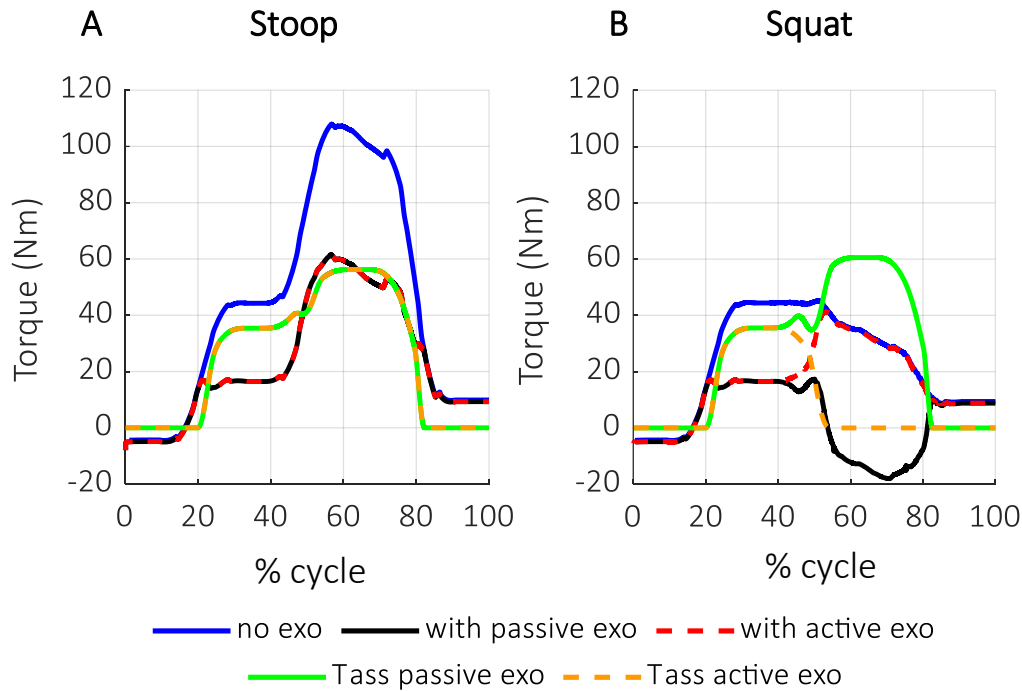 A Stoop
B Squat
Torque (Nm)
120
100
80
60
40
20
0
-20
0 20 40 60 80 100
% cycle
Torque (Nm)
120
100
80
60
40
20
0
-20
0 20 40 60 80 100
% cycle
no exo with passive exo with active exo
Tass passive exo Tass active exo